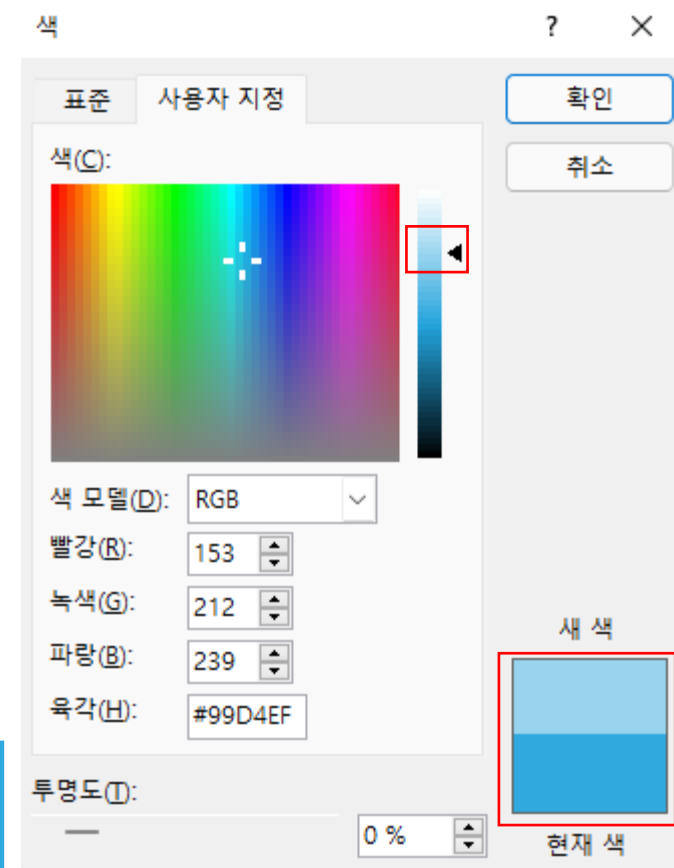 색 ? ×
표준 사용자 지정 확인
취소
색(C):
색 모델(D): RGB
빨강(R): 153
녹색(G): 212
파랑(B): 239
육각(H): #99D4EF
새 색
현재 색
투명도(T):
0 %